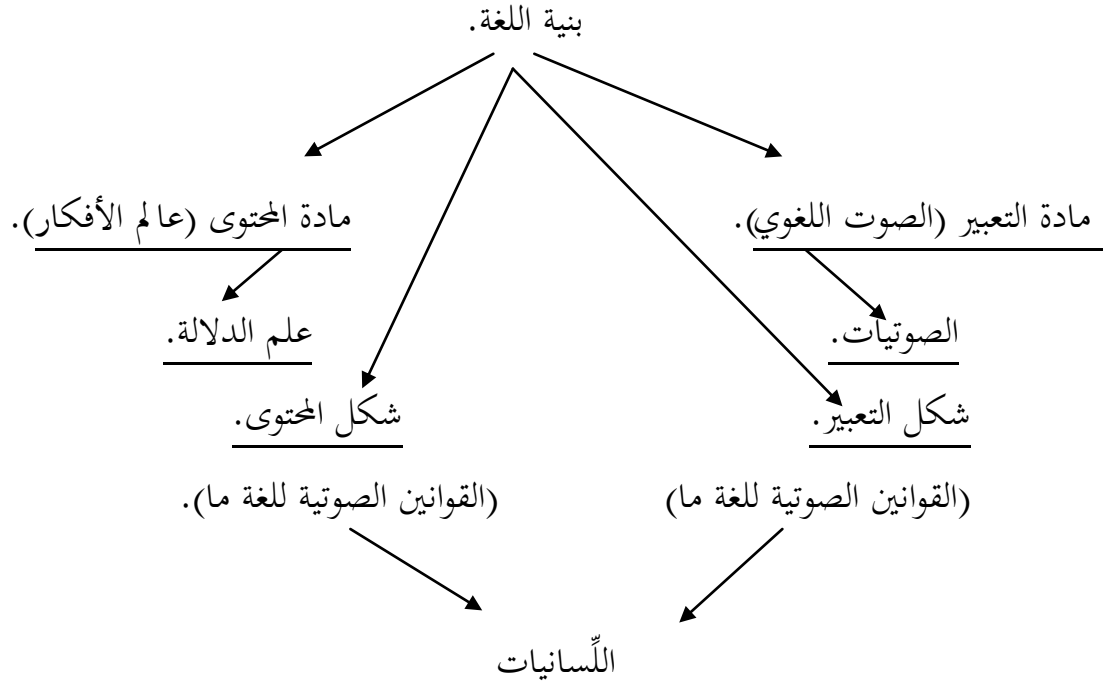 بنية اللغة.
مادة التعبير (الصوت اللغوي).
مادة المحتوى (عالم الأفكار).
الصوتيات.
علم الدلالة.
شكل التعبير.
شكل المحتوى.
(القوانين الصوتية للغة ما)
(القوانين الصوتية للغة ما).
اللِّسانيات